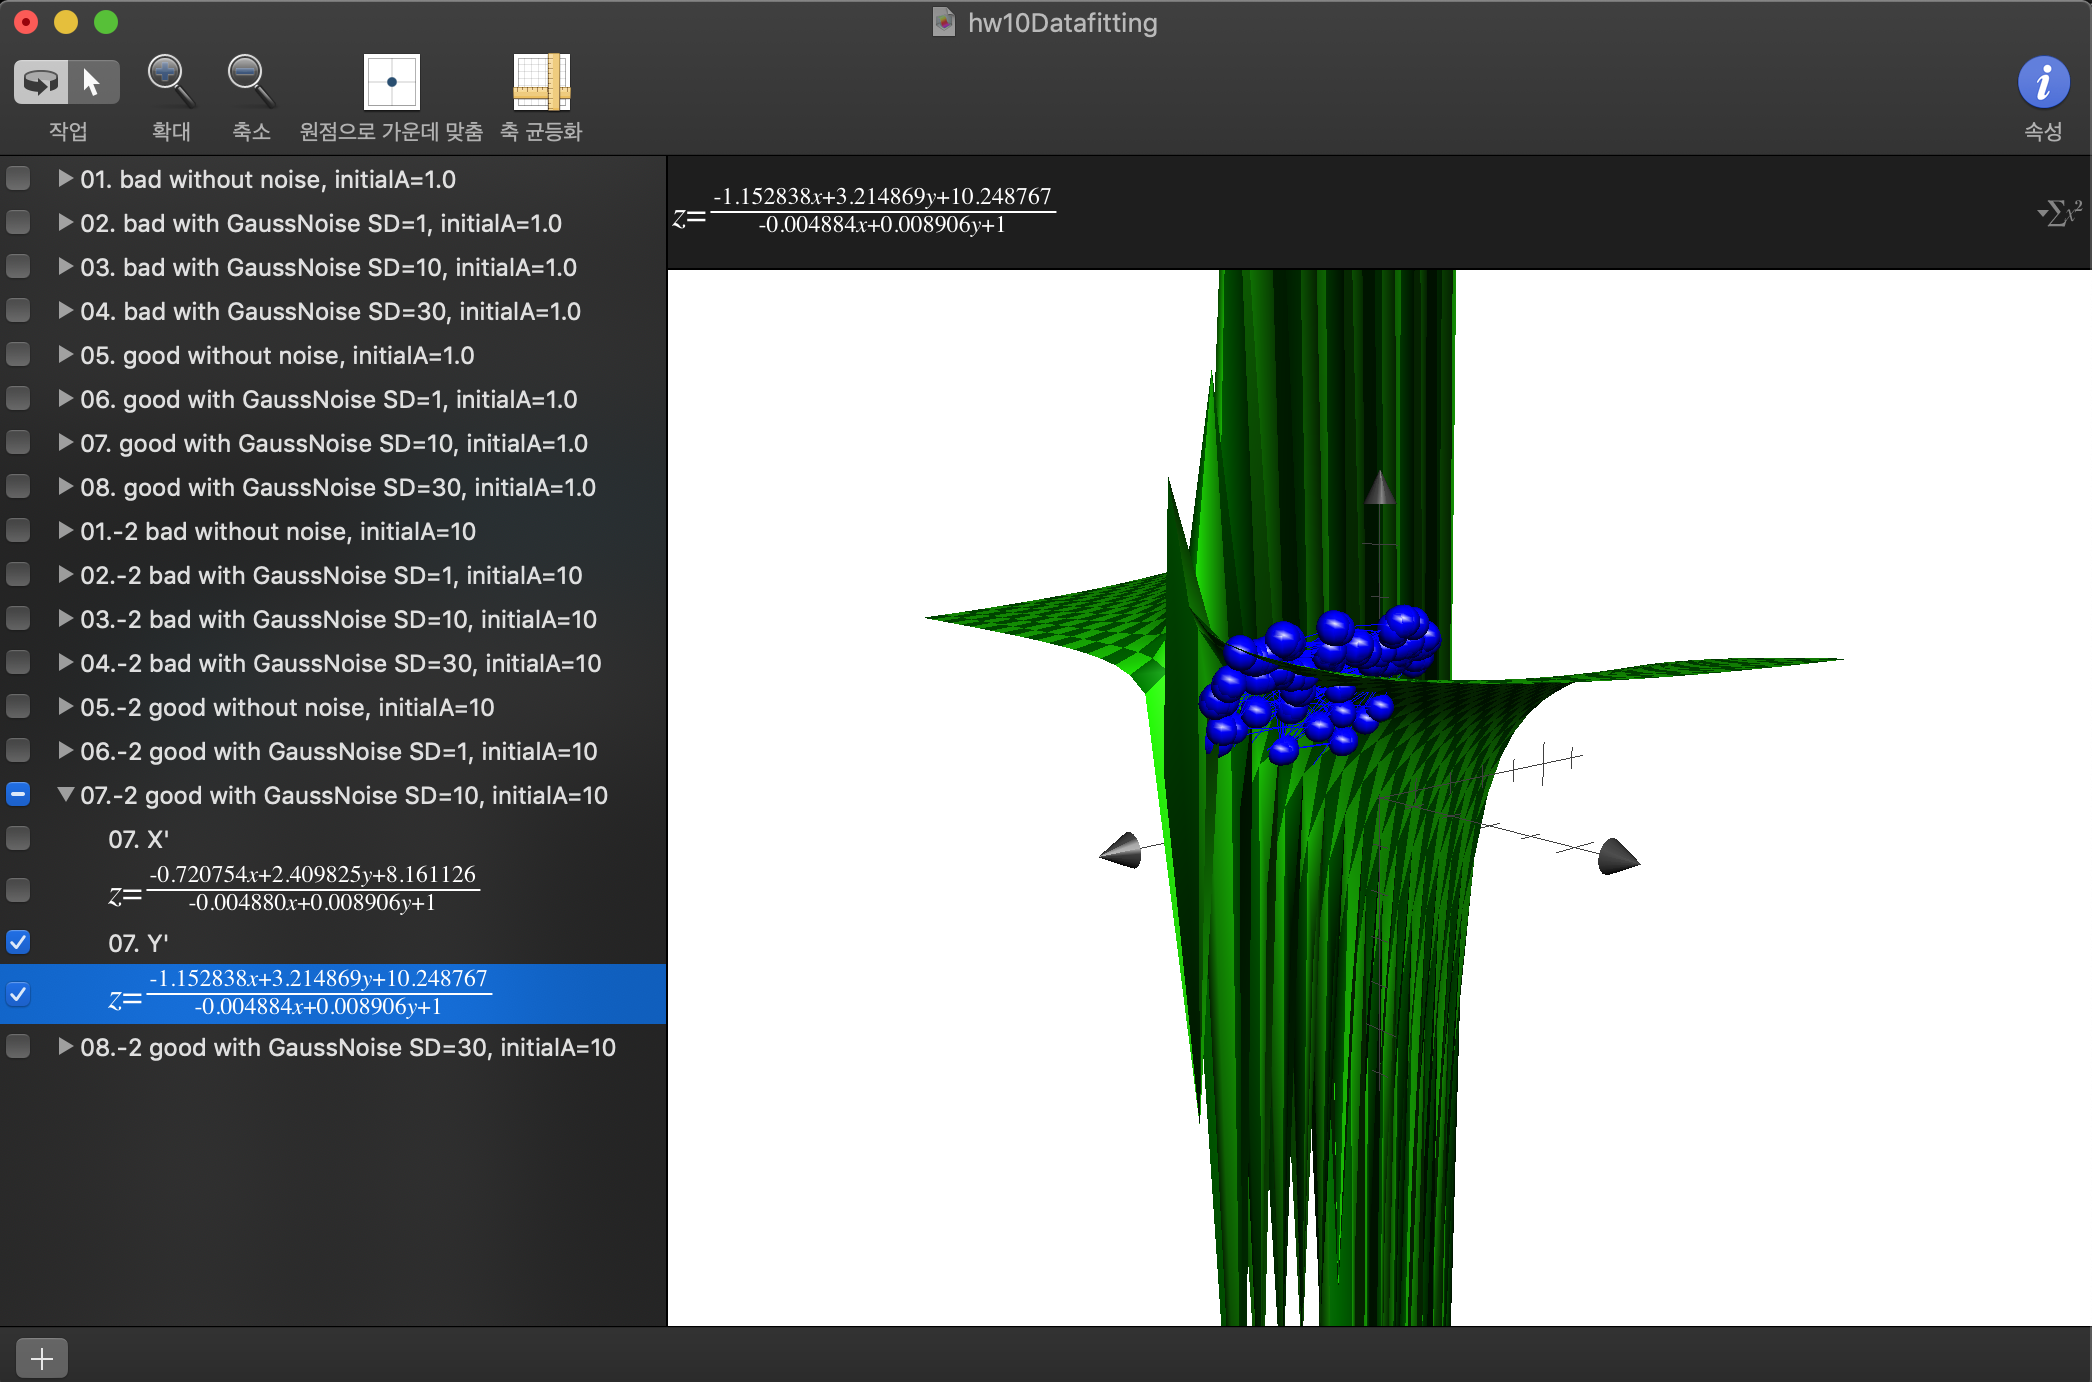 hw10Datafitting
작업 확대 축소 원점으로 가운데 맞춤 축 균등화 속성
01. bad without noise, initialA=1.0
02. bad with GaussNoise SD=1, initialA=1.0
03. bad with GaussNoise SD=10, initialA=1.0
04. bad with GaussNoise SD=30, initialA=1.0
05. good without noise, initialA=1.0
06. good with GaussNoise SD=1, initialA=1.0
07. good with GaussNoise SD=10, initialA=1.0
08. good with GaussNoise SD=30, initialA=1.0
01.-2 bad without noise, initialA=10
02.-2 bad with GaussNoise SD=1, initialA=10
03.-2 bad with GaussNoise SD=10, initialA=10
04.-2 bad with GaussNoise SD=30, initialA=10
05.-2 good without noise, initialA=10
06.-2 good with GaussNoise SD=1, initialA=10
07.-2 good with GaussNoise SD=10, initialA=10
07. X'
-0.720754x+2.409825y+8.161126
z=
-0.004880x+0.008906y+1
07. Y'
-1.152838x+3.214869y+10.248767
z=
-0.004884x+0.008906y+1
08.-2 good with GaussNoise SD=30, initialA=10
-1.152838x+3.214869y+10.248767
z=
-0.004884x+0.008906y+1
Σx²